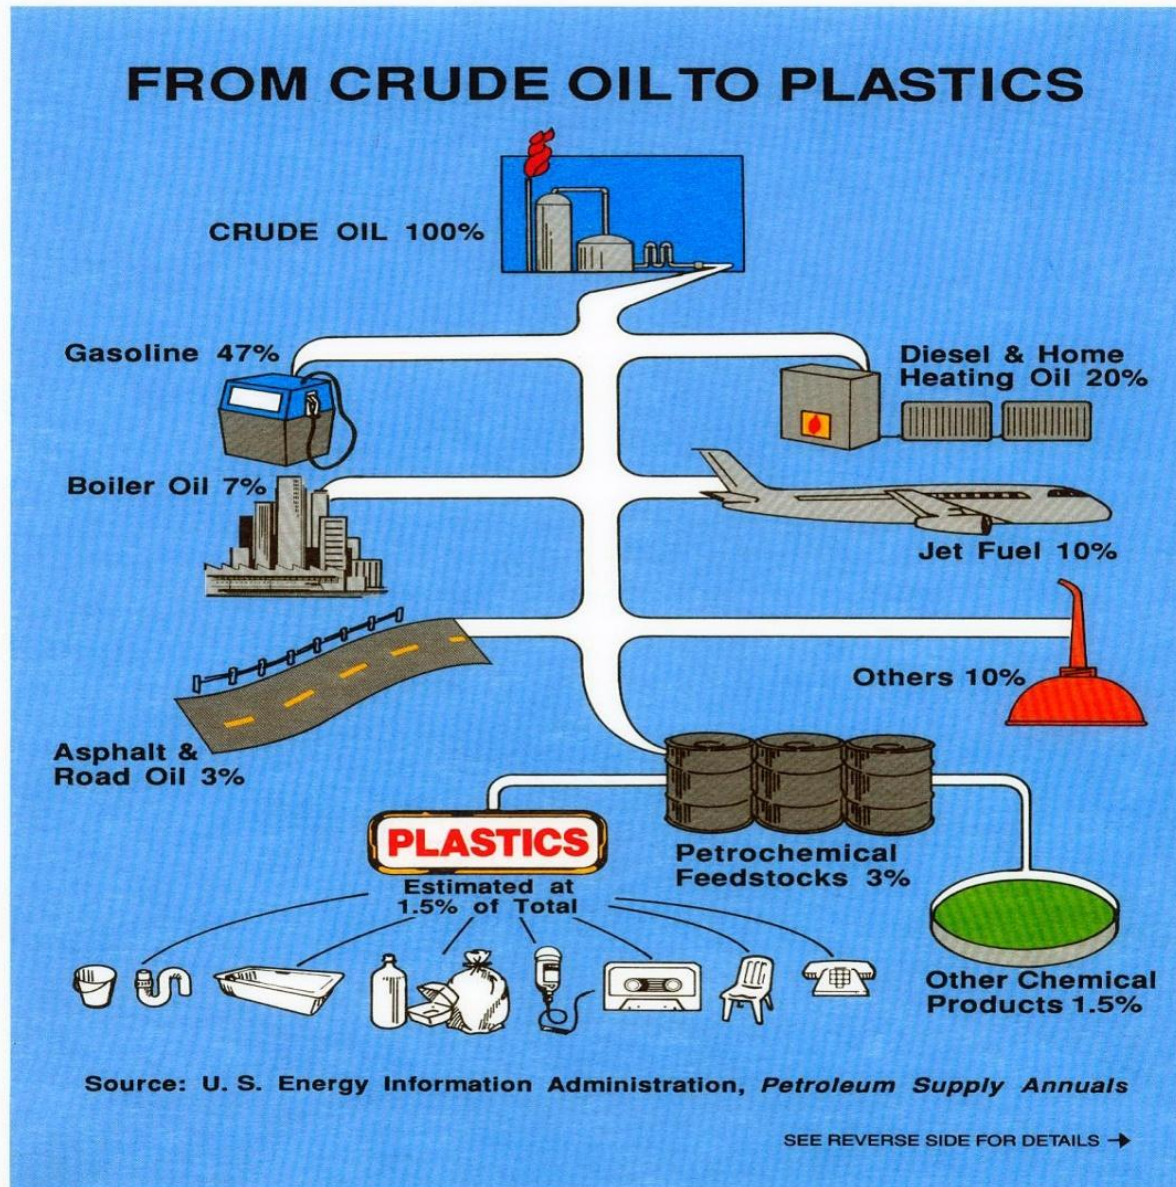 FROM CRUDE OIL TO PLASTICS
CRUDE OIL 100%
Gasoline 47%
Diesel & Home
Heating Oil 20%
Boiler Oil 7%
Jet Fuel 10%
Others 10%
Asphalt &
Road Oil 3%
PLASTICS
Estimated at
1.5% of Total
Petrochemical
Feedstocks 3%
Other Chemical
Products 1.5%
Source: U. S. Energy Information Administration, Petroleum Supply Annuals
SEE REVERSE SIDE FOR DETAILS →